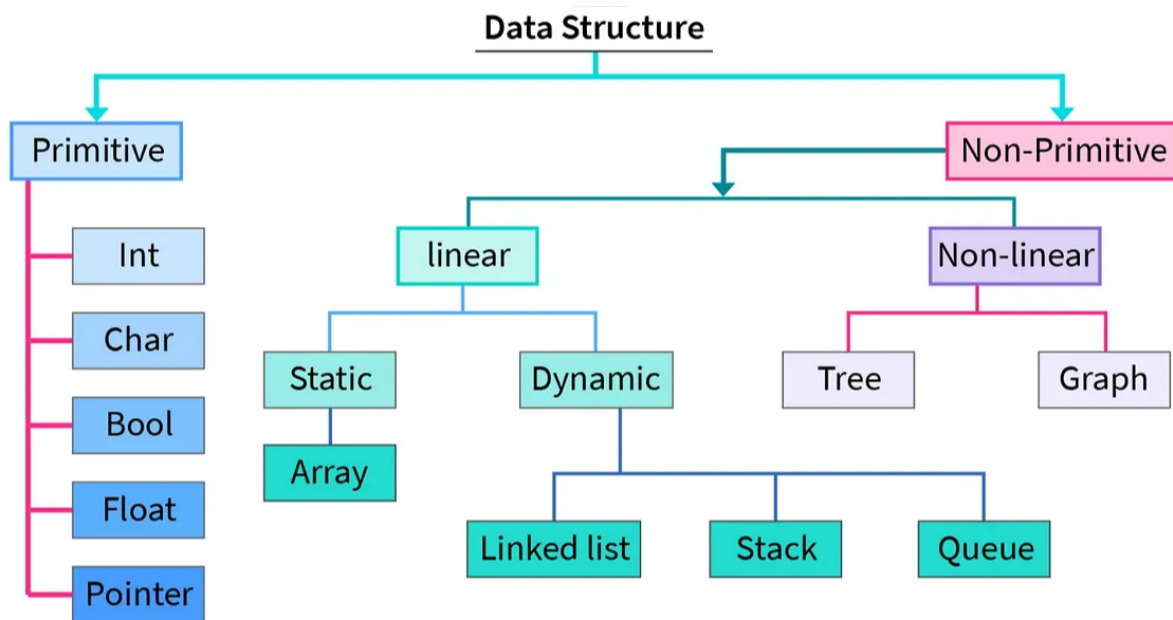 Data Structure
Primitive
Non-Primitive
Int
linear
Non-linear
Char
Static
Dynamic
Tree
Graph
Bool
Array
Float
Linked list
Stack
Queue
Pointer